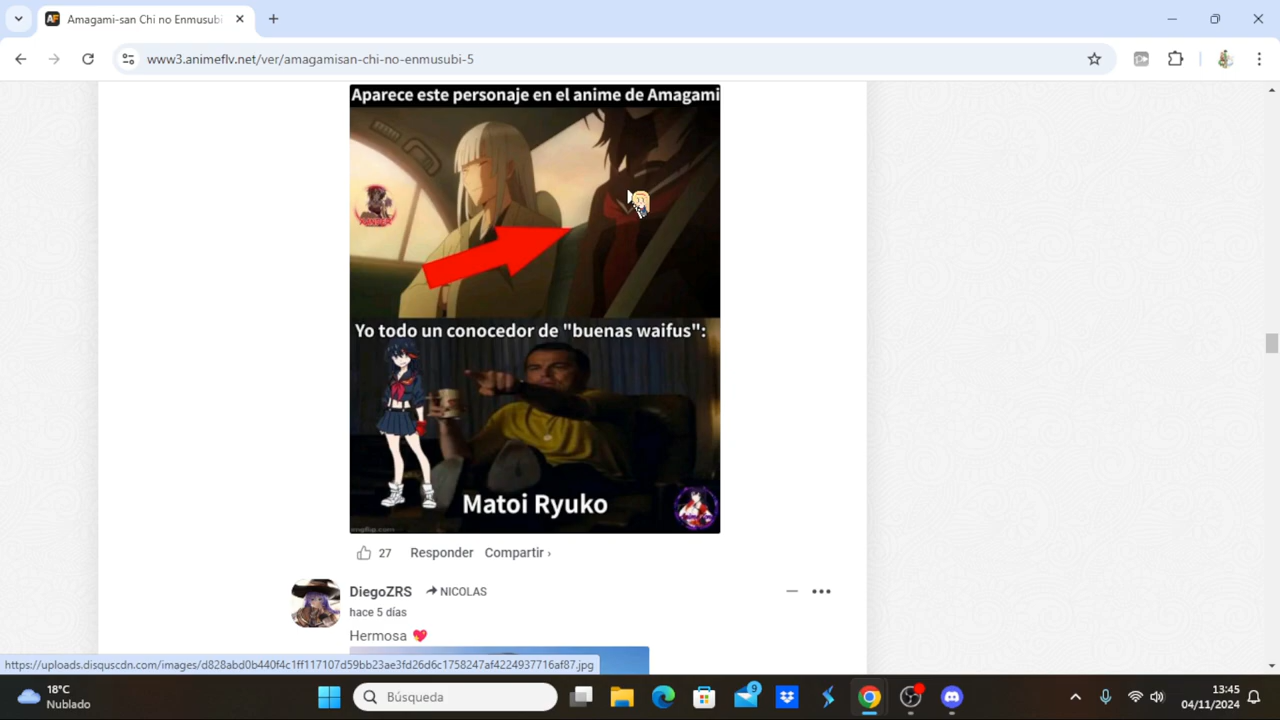 Amagami-san Chi no Enmusubi
www3.animeflv.net/ver/amagamisan-chi-no-enmusubi-5
Aparece este personaje en el anime de Amagami
Yo todo un conocedor de "buenas waifus":
Matoi Ryuko
27 Responder Compartir ›
DiegoZRS NICOLAS
hace 5 días
Hermosa 💖
https://uploads.disquscdn.com/images/d828abd0b440f4c1ff117107d59bb23ae3fd26d6c1758247af4224937716af87.jpg
18°C
Nublado
Búsqueda
9
13:45
04/11/2024